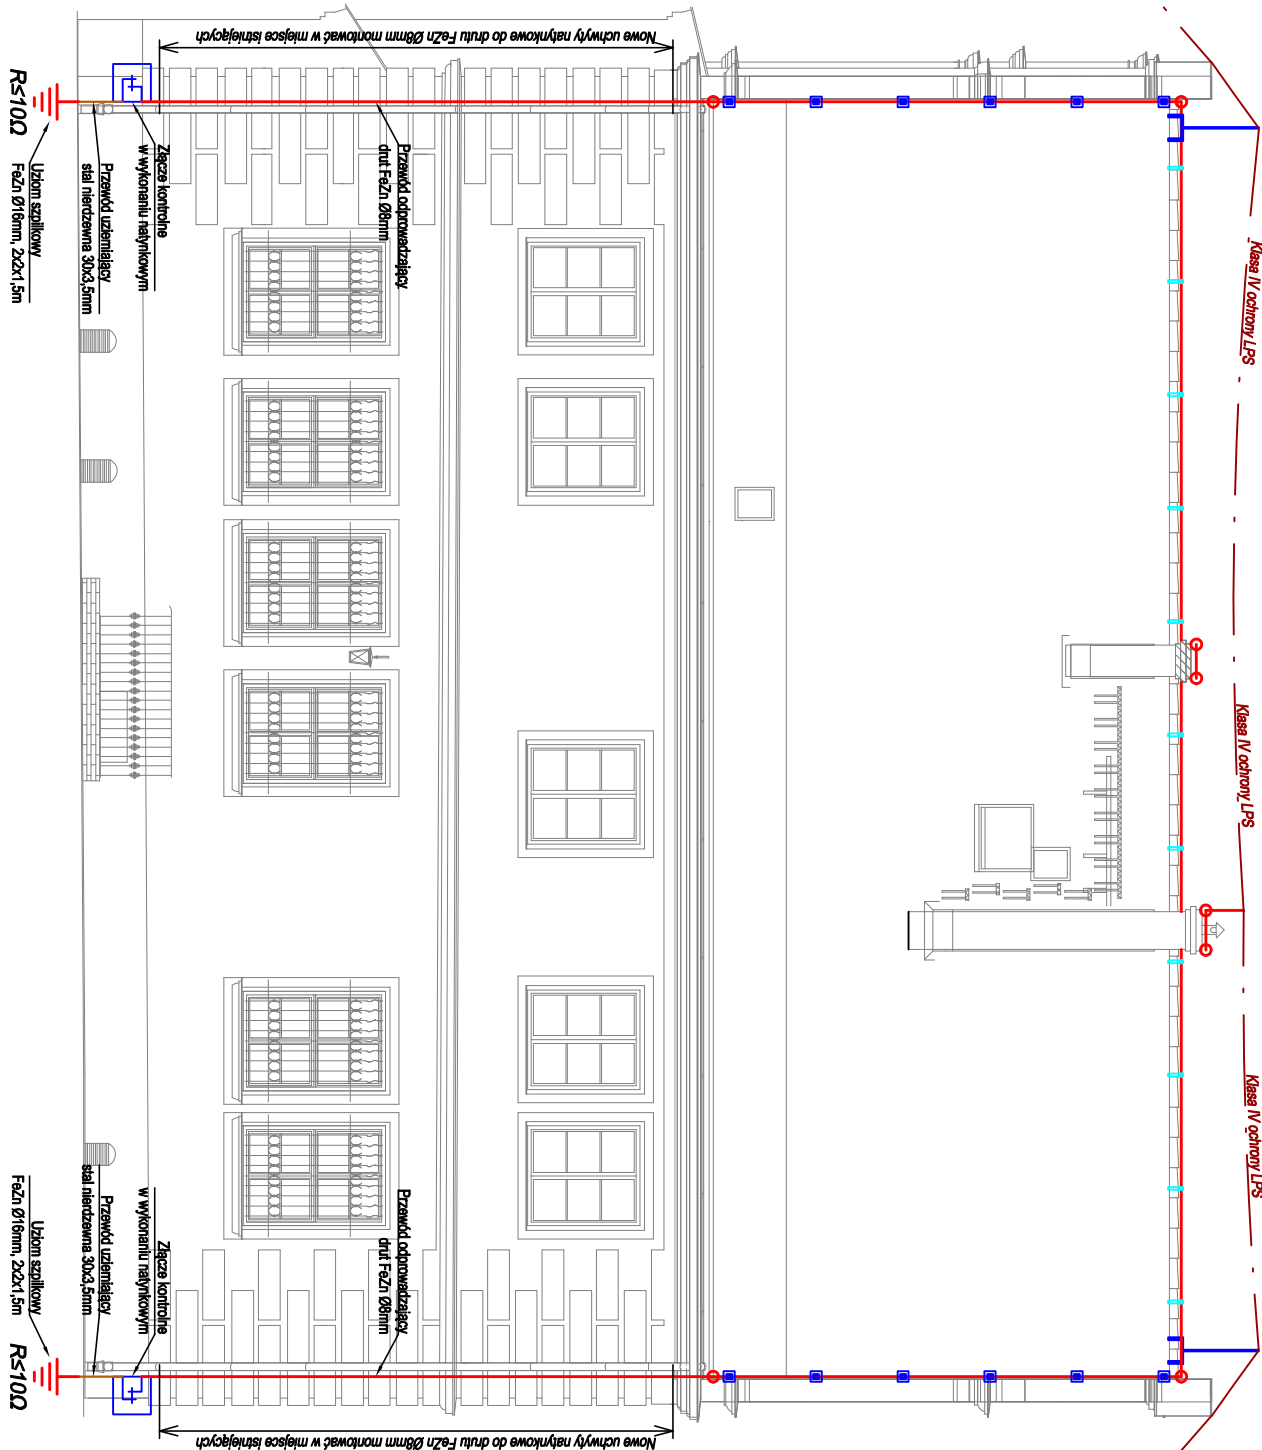 Klasa IV ochrony LPS
Klasa IV ochrony LPS
Klasa IV ochrony LPS
Przewód odprowadzający
drut FeZn Ø8mm
Przewód odprowadzający
drut FeZn Ø8mm
Nowe uchwyty natynkowe do drutu FeZn Ø8mm montować w miejsce istniejących
Nowe uchwyty natynkowe do drutu FeZn Ø8mm montować w miejsce istniejących
Złącze kontrolne
w wykonaniu natynkowym
Złącze kontrolne
w wykonaniu natynkowym
Przewód uziemiający
stal nierdzewna 30x3,5mm
Przewód uziemiający
stal nierdzewna 30x3,5mm
Uziom szpilkowy
FeZn Ø16mm, 2x2x1,5m
Uziom szpilkowy
FeZn Ø16mm, 2x2x1,5m
R≤10Ω
R≤10Ω